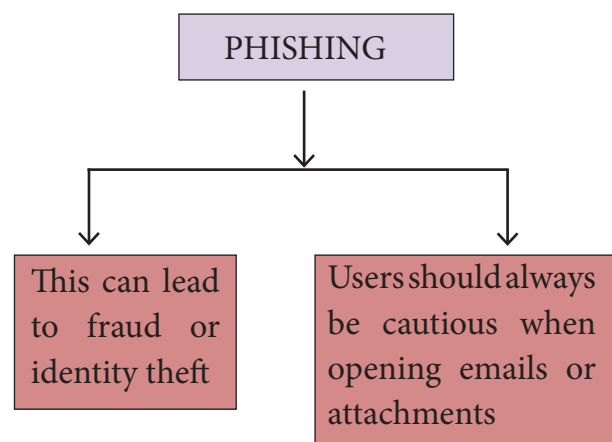 PHISHING
This can lead
to fraud or
identity theft
Users should always
be cautious when
opening emails or
attachments